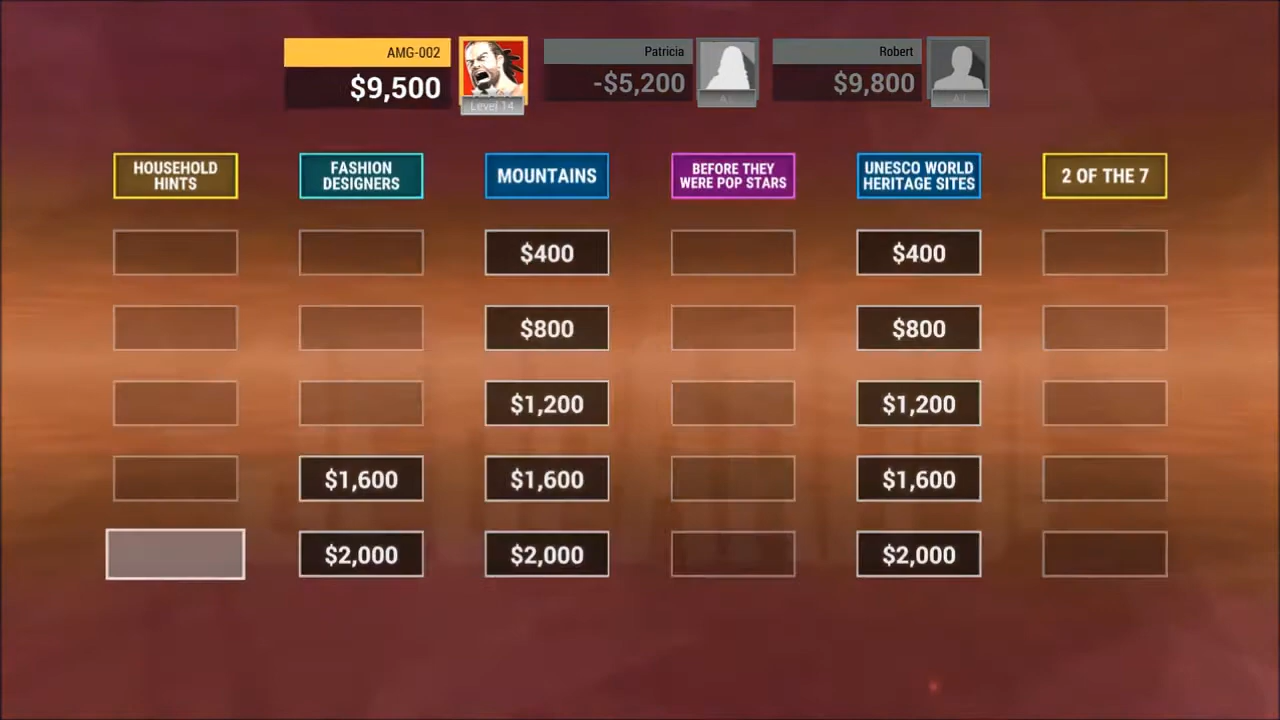 AMG-002
$9,500
Level 14
Patricia
-$5,200
A.I.
Robert
$9,800
A.I.
HOUSEHOLD
HINTS
FASHION
DESIGNERS
MOUNTAINS
BEFORE THEY
WERE POP STARS
UNESCO WORLD
HERITAGE SITES
2 OF THE 7
$400
$400
$800
$800
$1,200
$1,200
$1,600
$1,600
$1,600
$2,000
$2,000
$2,000